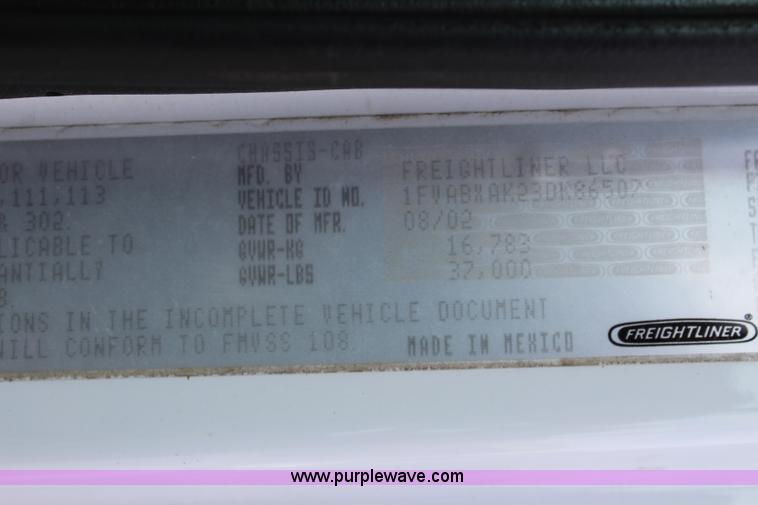 CHASSIS-CAB
OR VEHICLE MFD. BY FREIGHTLINER LLC
,111,113 VEHICLE ID NO. 1FVABXAK23DK86507
& 302. DATE OF MFR. 08/02
LICABLE TO GVWR-KG 16,783
ANTIALLY GVWR-LBS 37,000
8.
IONS IN THE INCOMPLETE VEHICLE DOCUMENT
WILL CONFORM TO FMVSS 108 MADE IN MEXICO
FREIGHTLINER®
www.purplewave.com